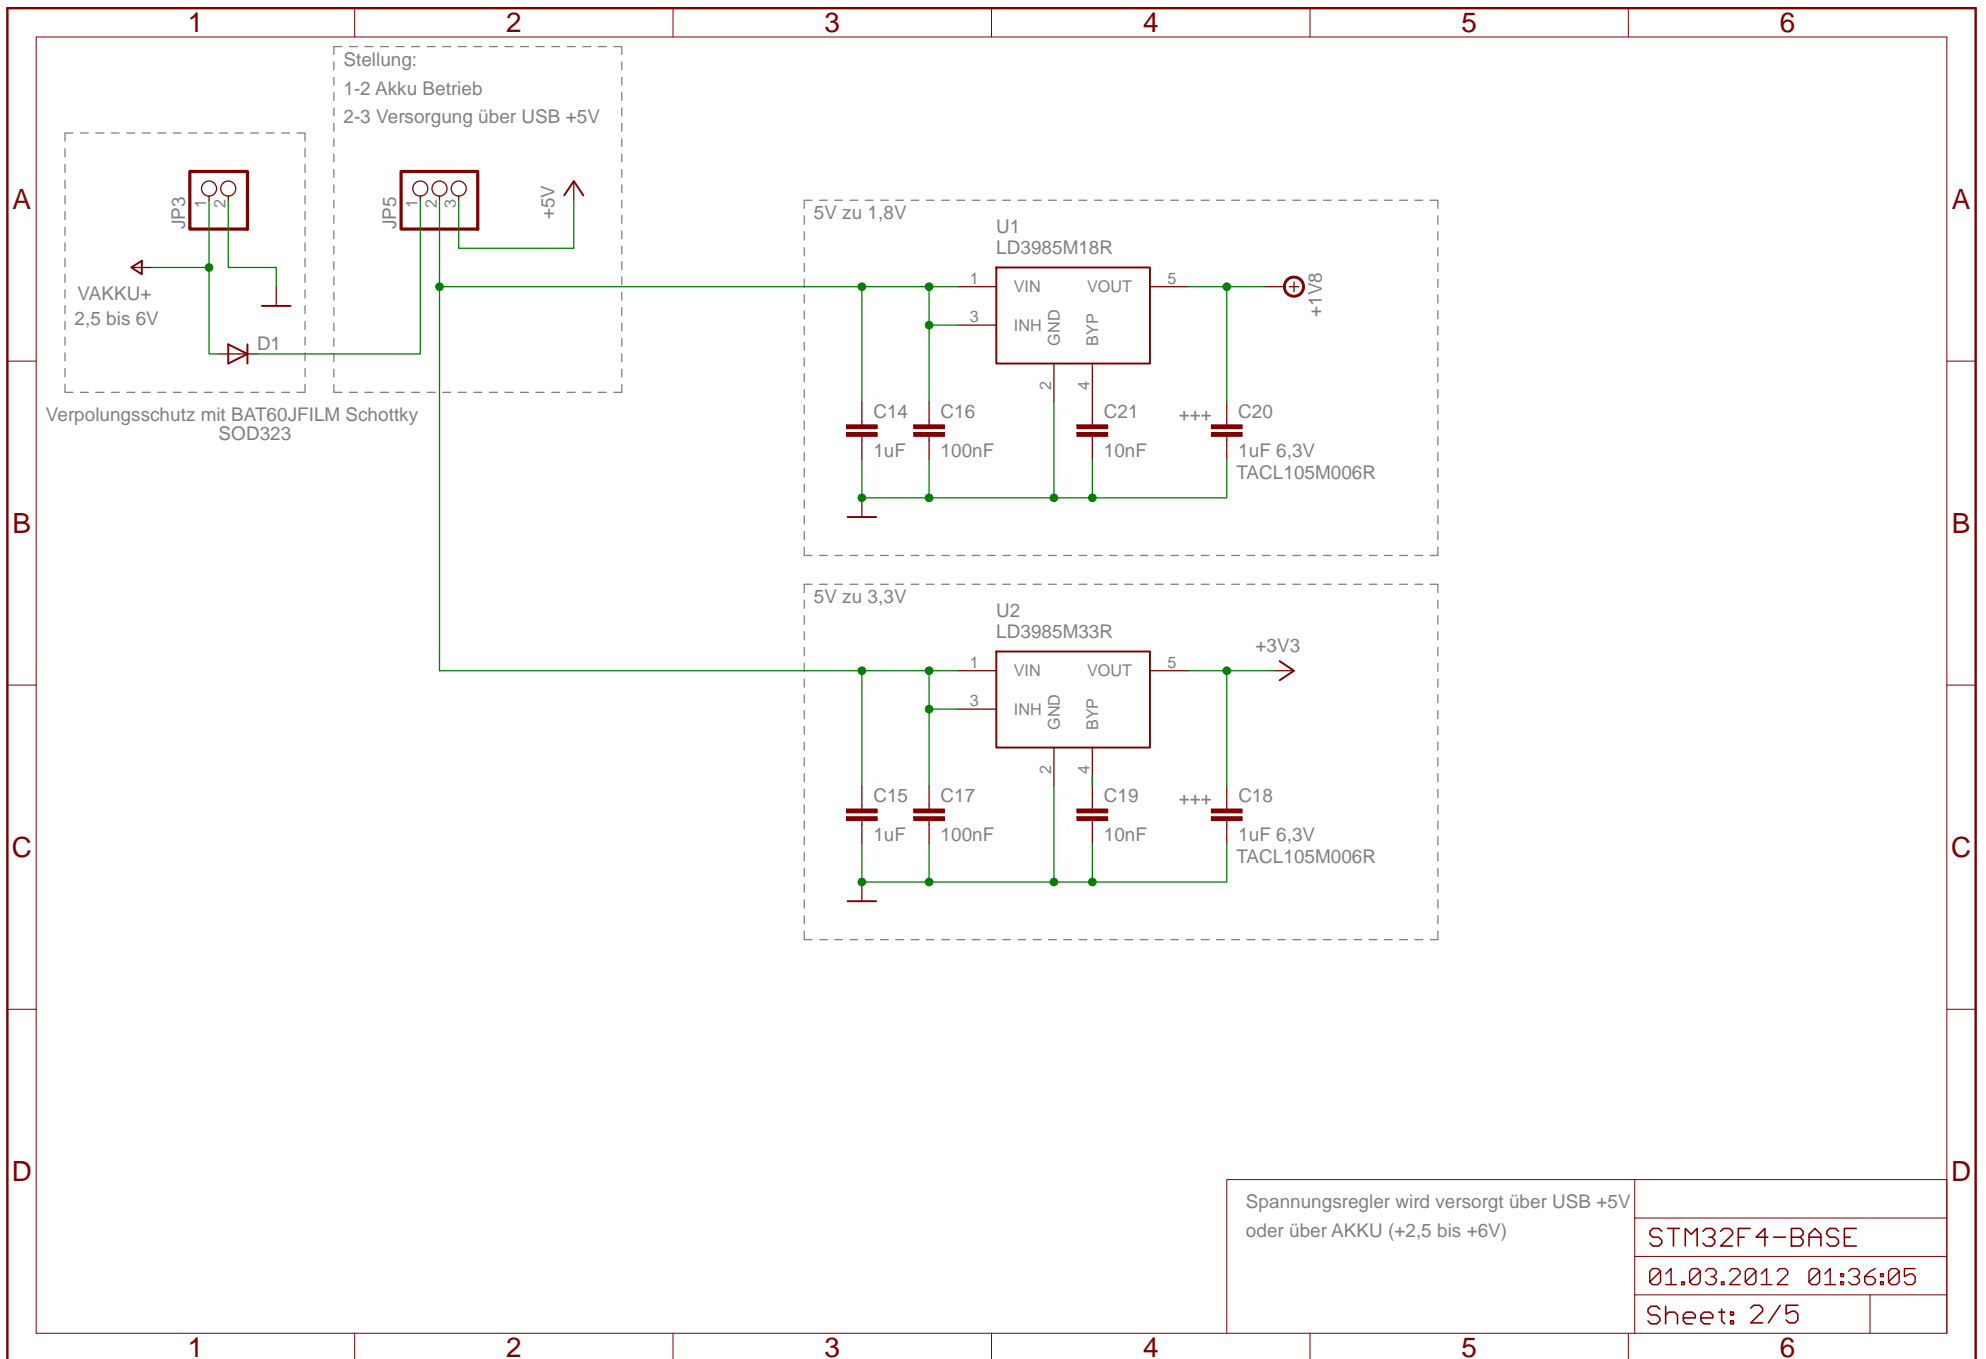 1 2 3 4 5 6
A A
B B
C C
D D
1 2 3 4 5 6
Stellung:
1-2 Akku Betrieb
2-3 Versorgung über USB +5V
JP3
1
2
VAKKU+
2,5 bis 6V
D1
Verpolungsschutz mit BAT60JFILM Schottky
SOD323
JP5
1
2
3
+5V
5V zu 1,8V
U1
LD3985M18R
1 VIN VOUT 5
3 INH GND BYP
2 4
+1V8
C14
1uF
C16
100nF
C21
10nF
+++ C20
1uF 6,3V
TACL105M006R
5V zu 3,3V
U2
LD3985M33R
1 VIN VOUT 5
3 INH GND BYP
2 4
+3V3
C15
1uF
C17
100nF
C19
10nF
+++ C18
1uF 6,3V
TACL105M006R
Spannungsregler wird versorgt über USB +5V
oder über AKKU (+2,5 bis +6V)
STM32F4-BASE
01.03.2012 01:36:05
Sheet: 2/5